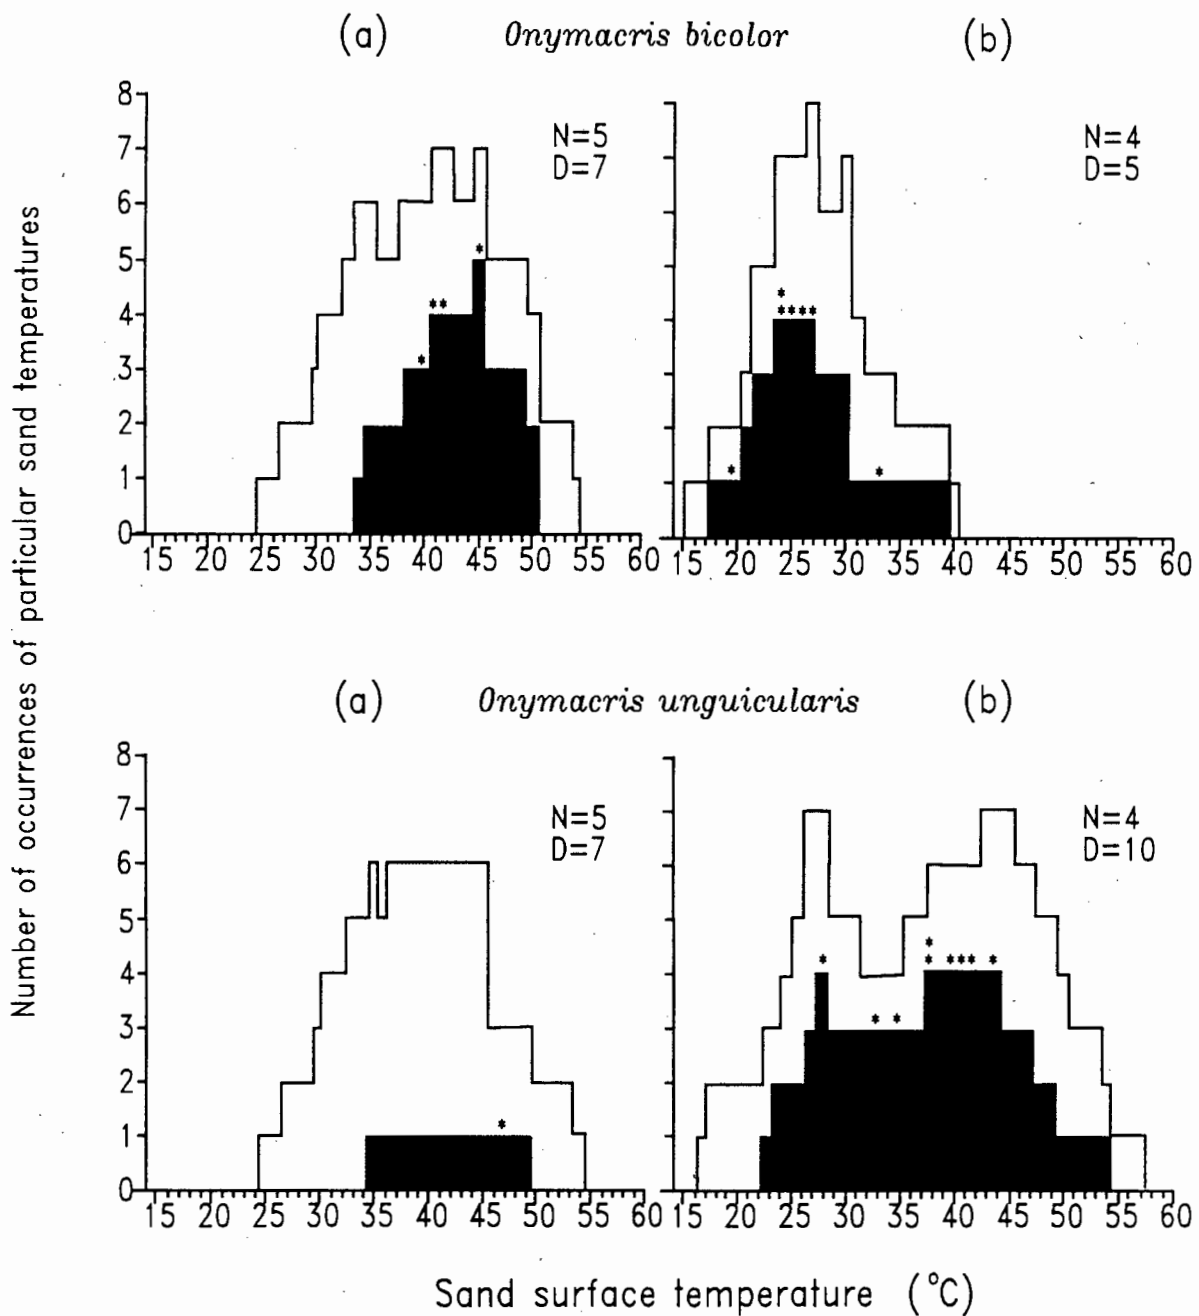 (a) Onymacris bicolor (b)
8
7
6
5
4
3
2
1
0
N=5
D=7
15 20 25 30 35 40 45 50 55 60
N=4
D=5
15 20 25 30 35 40 45 50 55 60
(a) Onymacris unguicularis (b)
8
7
6
5
4
3
2
1
0
N=5
D=7
15 20 25 30 35 40 45 50 55 60
N=4
D=10
15 20 25 30 35 40 45 50 55 60
Number of occurrences of particular sand temperatures
Sand surface temperature (°C)